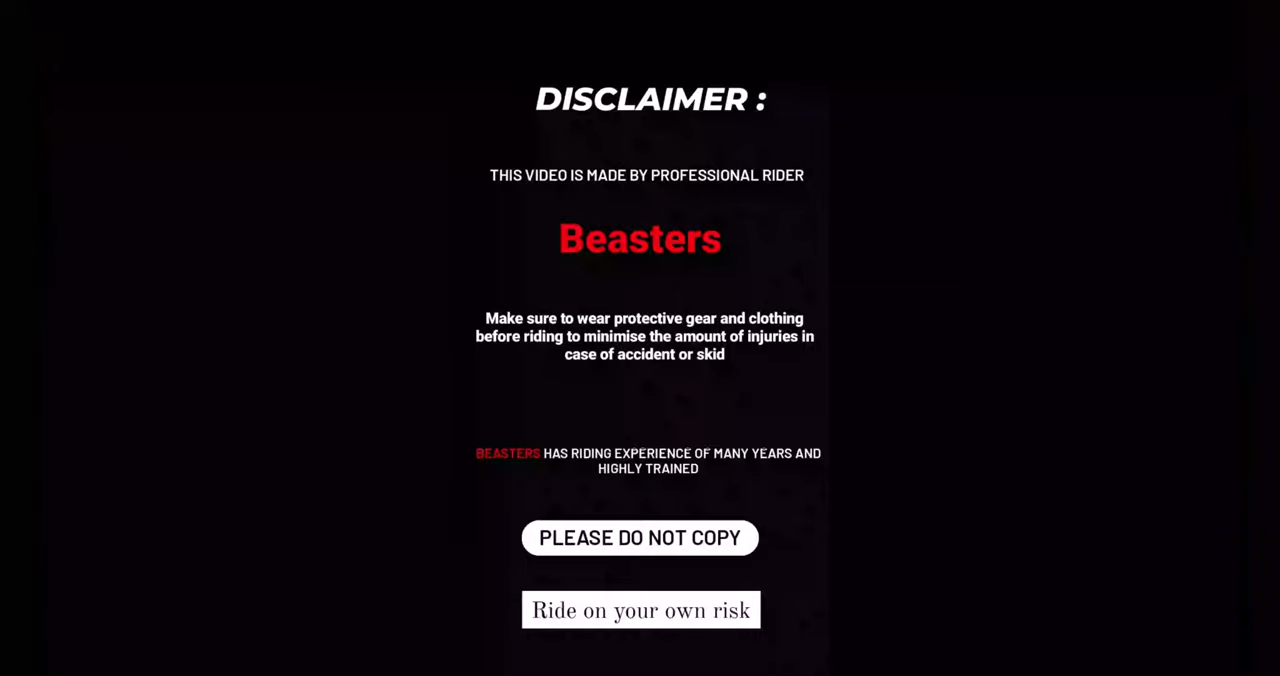 DISCLAIMER :
THIS VIDEO IS MADE BY PROFESSIONAL RIDER
Beasters
Make sure to wear protective gear and clothing
before riding to minimise the amount of injuries in
case of accident or skid
BEASTERS HAS RIDING EXPERIENCE OF MANY YEARS AND
HIGHLY TRAINED
PLEASE DO NOT COPY
Ride on your own risk